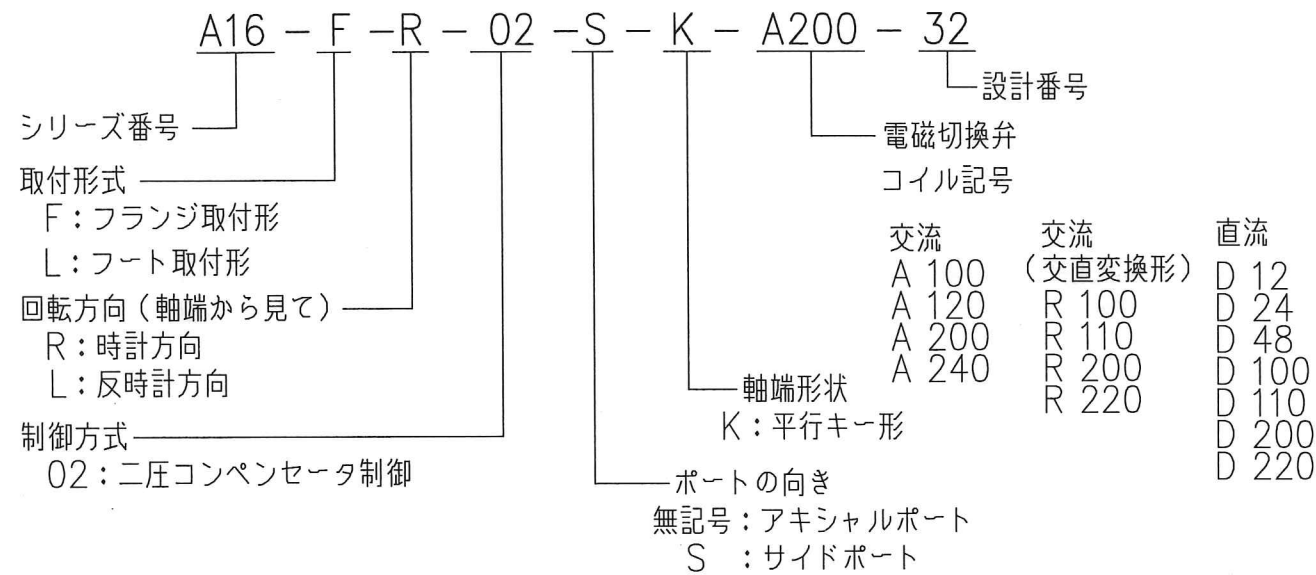 A16-F-R-02-S-K-A200-32
設計番号
シリーズ番号
電磁切換弁
コイル記号
取付形式
F:フランジ取付形
L:フート取付形
回転方向(軸端から見て)
R:時計方向
L:反時計方向
制御方式
02:二圧コンペンセータ制御
交流
A 100
A 120
A 200
A 240
交流
(交直変換形)
R 100
R 110
R 200
R 220
直流
D 12
D 24
D 48
D 100
D 110
D 200
D 220
軸端形状
K:平行キー形
ポートの向き
無記号:アキシャルポート
S :サイドポート